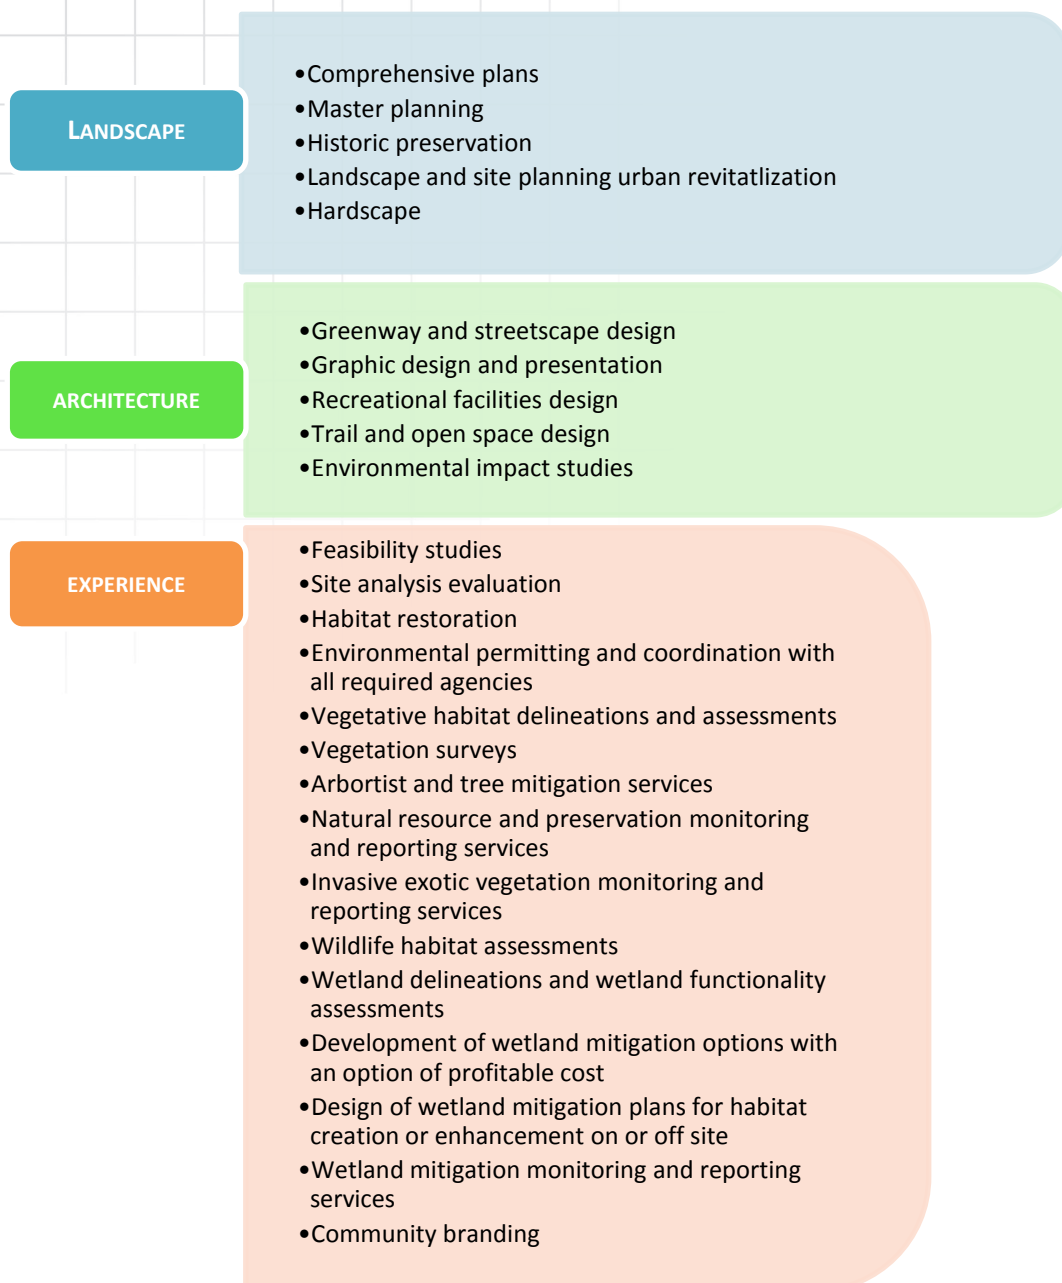 LANDSCAPE
•Comprehensive plans
•Master planning
•Historic preservation
•Landscape and site planning urban revitatlization
•Hardscape
ARCHITECTURE
•Greenway and streetscape design
•Graphic design and presentation
•Recreational facilities design
•Trail and open space design
•Environmental impact studies
EXPERIENCE
•Feasibility studies
•Site analysis evaluation
•Habitat restoration
•Environmental permitting and coordination with
all required agencies
•Vegetative habitat delineations and assessments
•Vegetation surveys
•Arbortist and tree mitigation services
•Natural resource and preservation monitoring
and reporting services
•Invasive exotic vegetation monitoring and
reporting services
•Wildlife habitat assessments
•Wetland delineations and wetland functionality
assessments
•Development of wetland mitigation options with
an option of profitable cost
•Design of wetland mitigation plans for habitat
creation or enhancement on or off site
•Wetland mitigation monitoring and reporting
services
•Community branding